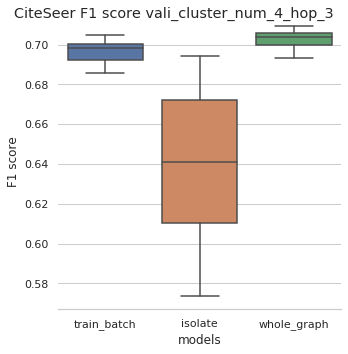 CiteSeer F1 score vali_cluster_num_4_hop_3
0.70
0.68
0.66
0.64
0.62
0.60
0.58
F1 score
train_batch
isolate
whole_graph
models